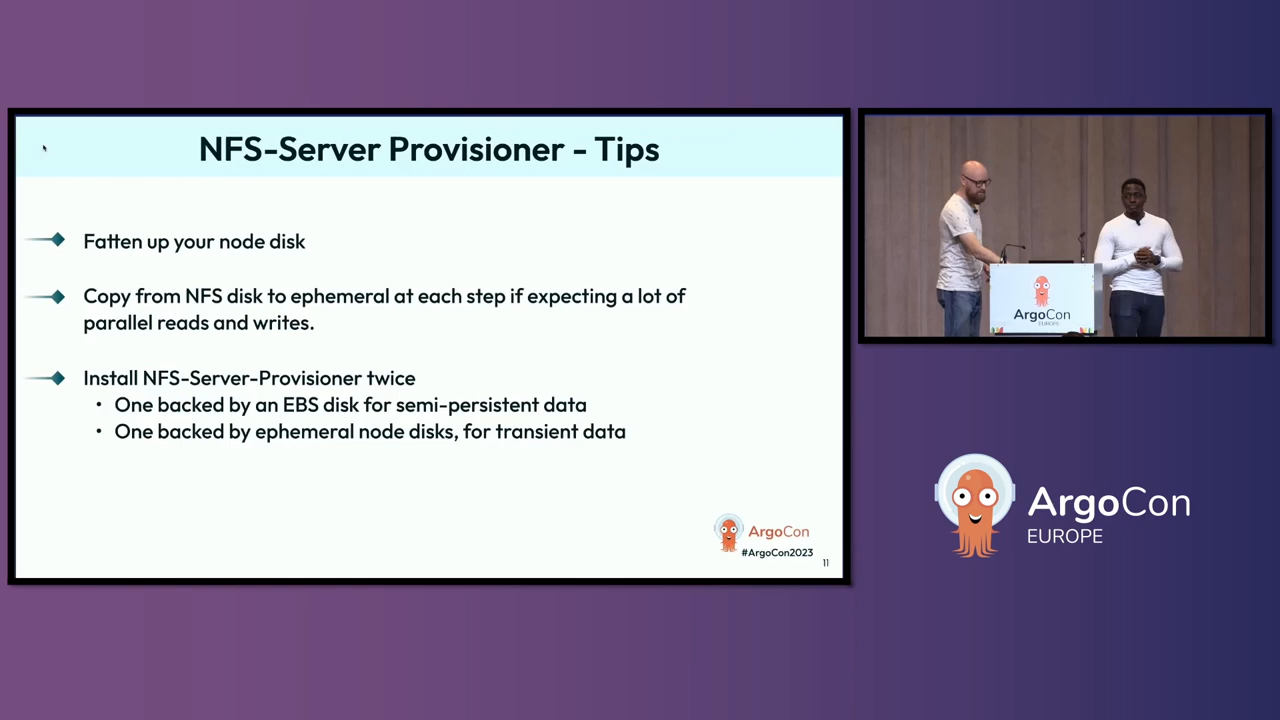 NFS-Server Provisioner - Tips
Fatten up your node disk
Copy from NFS disk to ephemeral at each step if expecting a lot of
parallel reads and writes.
Install NFS-Server-Provisioner twice
• One backed by an EBS disk for semi-persistent data
• One backed by ephemeral node disks, for transient data
ArgoCon
#ArgoCon2023
11
ArgoCon
EUROPE
ArgoCon
EUROPE